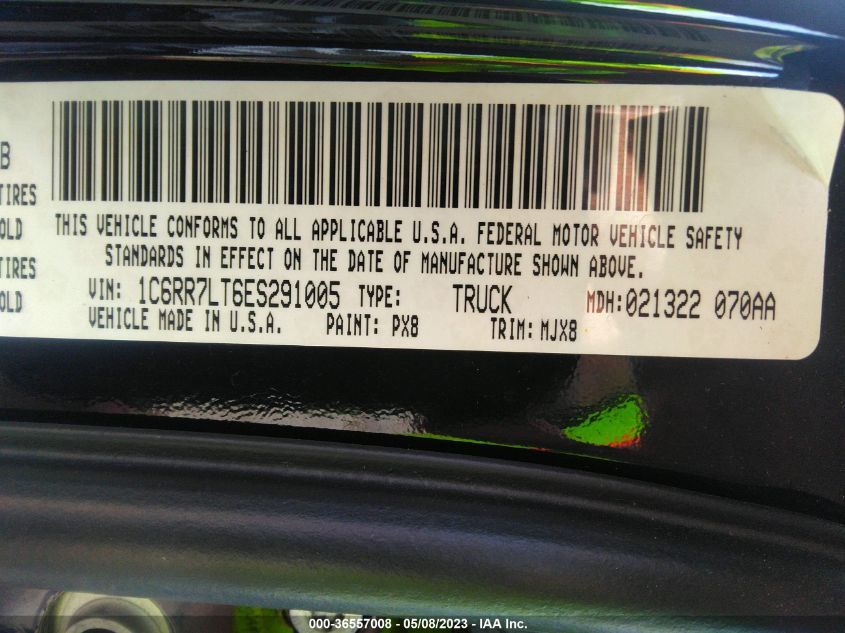 B
TIRES
OLD
TIRES
OLD
THIS VEHICLE CONFORMS TO ALL APPLICABLE U.S.A. FEDERAL MOTOR VEHICLE SAFETY
STANDARDS IN EFFECT ON THE DATE OF MANUFACTURE SHOWN ABOVE.
VIN: 1C6RR7LT6ES291005 TYPE: TRUCK MDH:021322 070AA
VEHICLE MADE IN U.S.A. PAINT: PX8 TRIM: MJX8
000-36557008 - 05/08/2023 - IAA Inc.